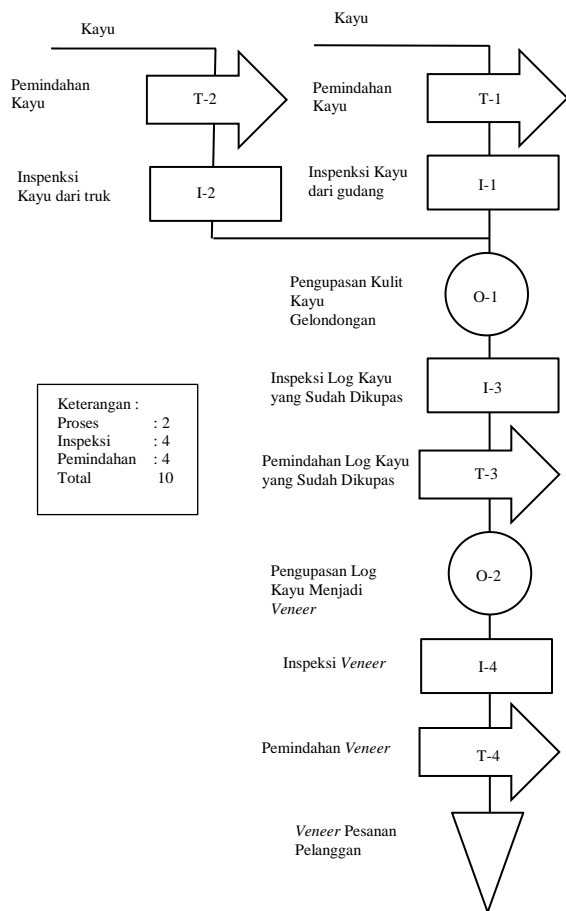 Kayu
Kayu
Pemindahan
Kayu
T-2
Pemindahan
Kayu
T-1
Inspenksi
Kayu dari truk
I-2
Inspenksi Kayu
dari gudang
I-1
Pengupasan Kulit
Kayu
Gelondongan
O-1
Inspeksi Log Kayu
yang Sudah Dikupas
I-3
Keterangan :
Proses : 2
Inspeksi : 4
Pemindahan : 4
Total 10
Pemindahan Log Kayu
yang Sudah Dikupas
T-3
Pengupasan Log
Kayu Menjadi
Veneer
O-2
Inspeksi Veneer
I-4
Pemindahan Veneer
T-4
Veneer Pesanan
Pelanggan